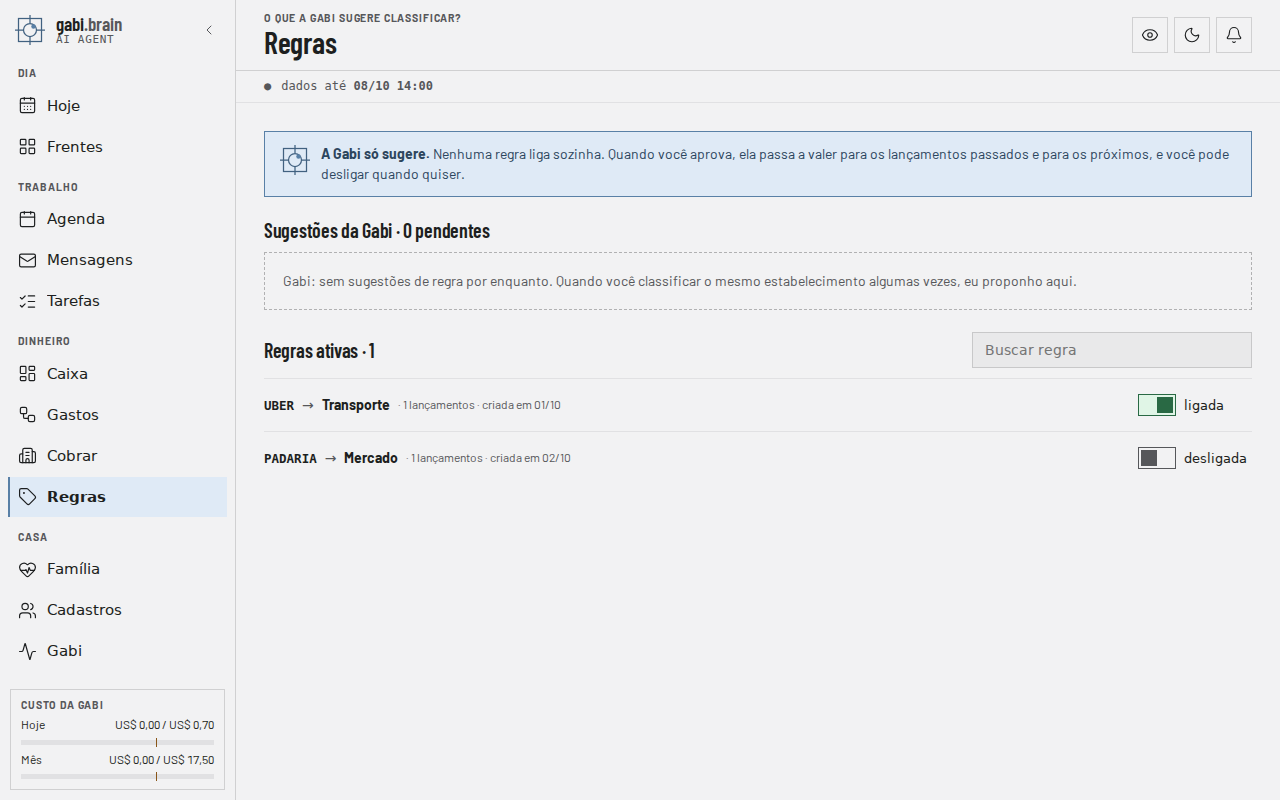 gabi.brain
AI AGENT
DIA
Hoje
Frentes
TRABALHO
Agenda
Mensagens
Tarefas
DINHEIRO
Caixa
Gastos
Cobrar
Regras
CASA
Família
Cadastros
Gabi
CUSTO DA GABI
Hoje US$ 0,00 / US$ 0,70
Mês US$ 0,00 / US$ 17,50
O QUE A GABI SUGERE CLASSIFICAR?
Regras
● dados até 08/10 14:00
A Gabi só sugere. Nenhuma regra liga sozinha. Quando você aprova, ela passa a valer para os lançamentos passados e para os próximos, e você pode
desligar quando quiser.
Sugestões da Gabi · 0 pendentes
Gabi: sem sugestões de regra por enquanto. Quando você classificar o mesmo estabelecimento algumas vezes, eu proponho aqui.
Regras ativas · 1
Buscar regra
UBER → Transporte · 1 lançamentos · criada em 01/10
ligada
PADARIA → Mercado · 1 lançamentos · criada em 02/10
desligada